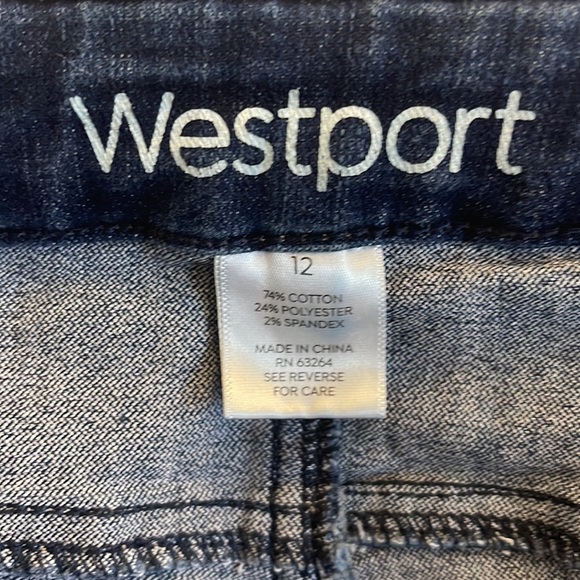 Westport
12
74% COTTON
24% POLYESTER
2% SPANDEX
MADE IN CHINA
RN 63264
SEE REVERSE
FOR CARE